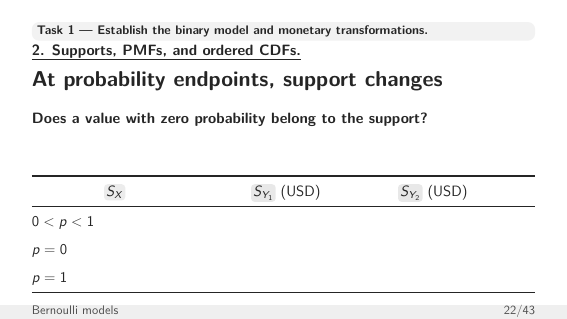 Task 1 — Establish the binary model and monetary transformations.
2. Supports, PMFs, and ordered CDFs.
At probability endpoints, support changes
Does a value with zero probability belong to the support?
S_X S_{Y_1} (USD) S_{Y_2} (USD)
0 < p < 1
p = 0
p = 1
Bernoulli models 22/43